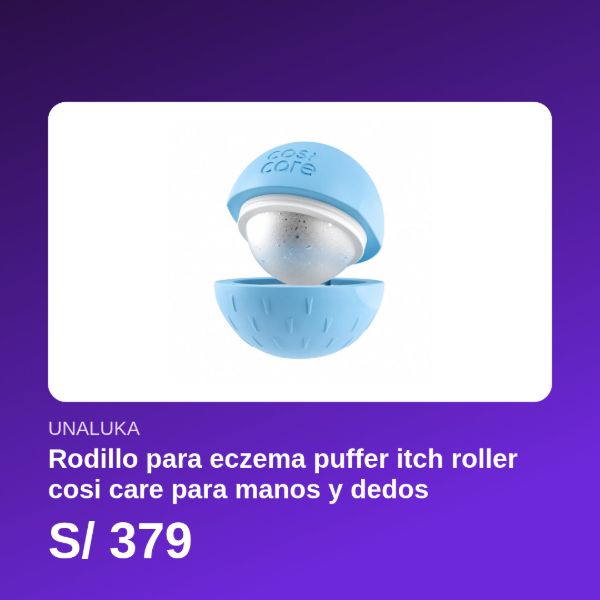 cosi
care
UNALUKA
Rodillo para eczema puffer itch roller
cosi care para manos y dedos
S/ 379